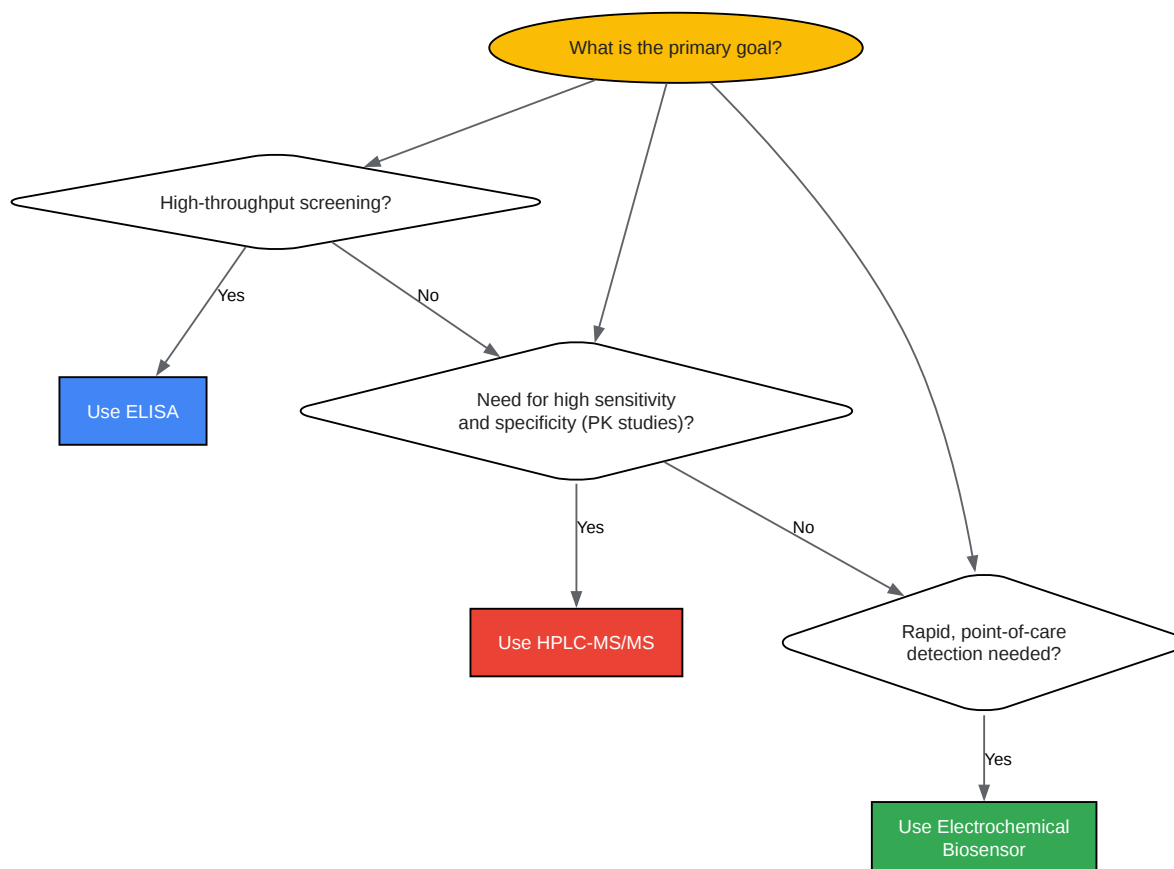 What is the primary goal?
High-throughput screening?
Yes
No
Use ELISA
Need for high sensitivity
and specificity (PK studies)?
Yes
No
Use HPLC-MS/MS
Rapid, point-of-care
detection needed?
Yes
Use Electrochemical
Biosensor